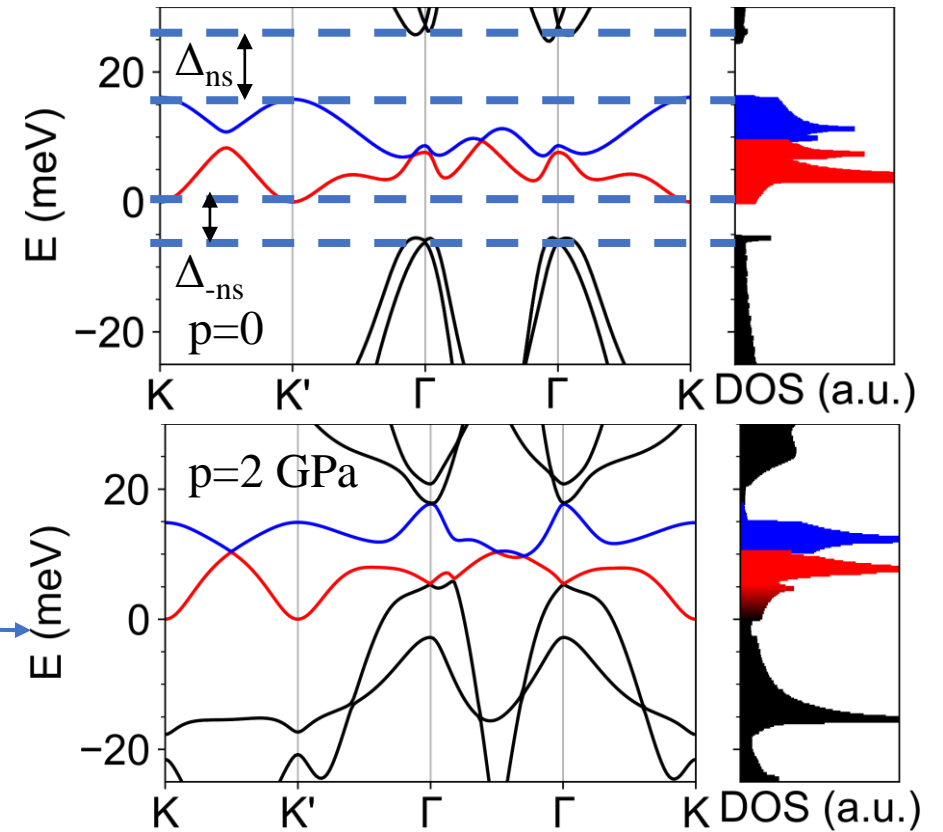 Δns
20
0
−20
E (meV)
Δ-ns
p=0
K K' Γ Γ K DOS (a.u.)
p=2 GPa
20
0
−20
E (meV)
K K' Γ Γ K DOS (a.u.)